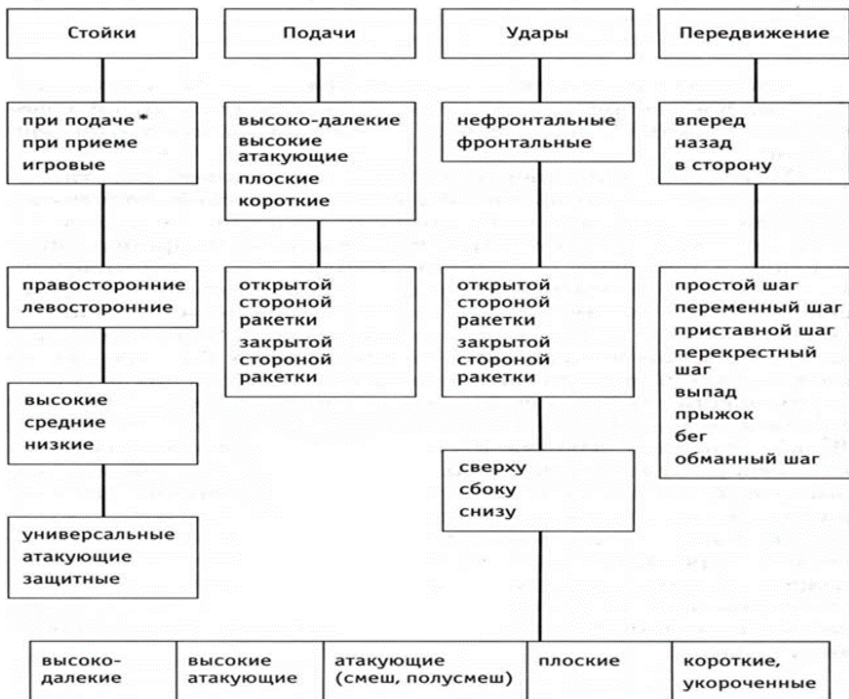 Стойки
при подаче*
при приеме
игровые
правосторонние
левосторонние
высокие
средние
низкие
универсальные
атакующие
защитные
Подачи
высоко-далекие
высокие
атакующие
плоские
короткие
открытой
стороной
ракетки
закрытой
стороной
ракетки
Удары
нефронтальные
фронтальные
открытой
стороной
ракетки
закрытой
стороной
ракетки
сверху
сбоку
снизу
Передвижение
вперед
назад
в сторону
простой шаг
переменный шаг
приставной шаг
перекрестный
шаг
выпад
прыжок
бег
обманный шаг
высоко-
далекие
высокие
атакующие
атакующие
(смеш, полусмеш)
плоские
короткие,
укороченные